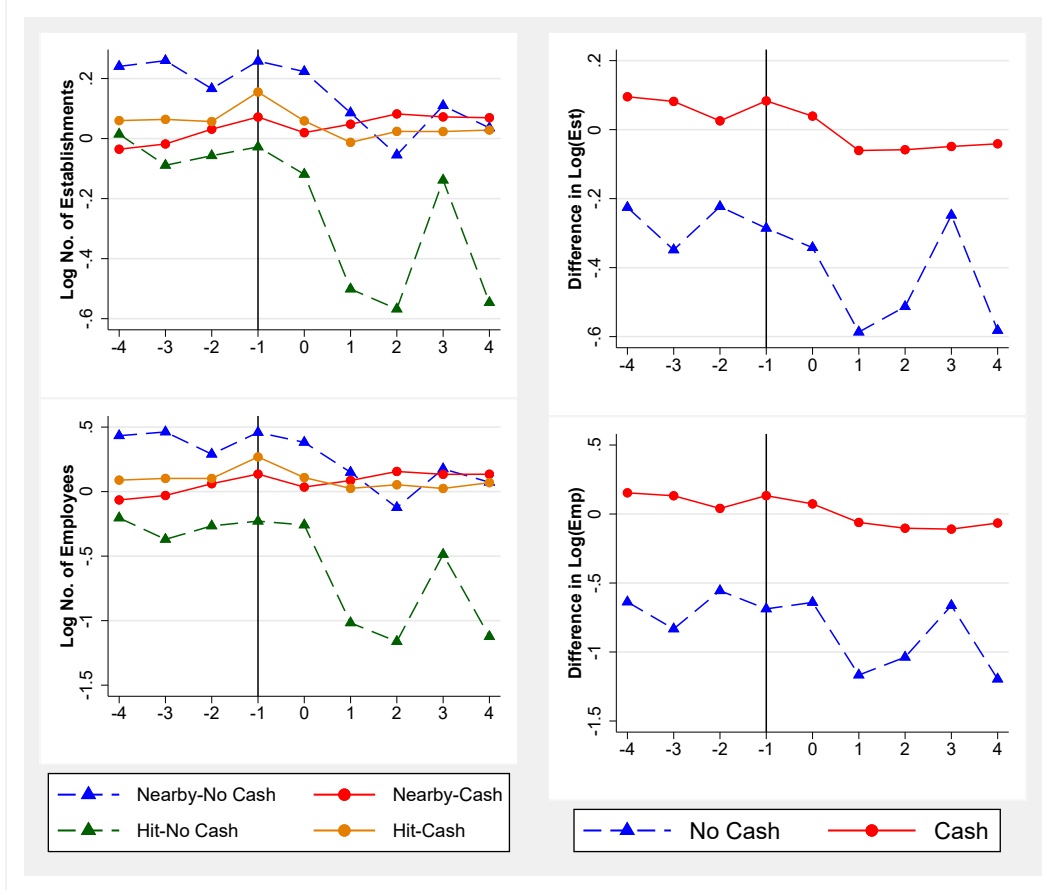 Log No. of Establishments
.2
0
-.2
-.4
-.6
-4 -3 -2 -1 0 1 2 3 4
Difference in Log(Est)
.2
0
-.2
-.4
-.6
-4 -3 -2 -1 0 1 2 3 4
Log No. of Employees
.5
0
-.5
-1
-1.5
-4 -3 -2 -1 0 1 2 3 4
Difference in Log(Emp)
.5
0
-.5
-1
-1.5
-4 -3 -2 -1 0 1 2 3 4
Nearby-No Cash Nearby-Cash
Hit-No Cash Hit-Cash
No Cash Cash